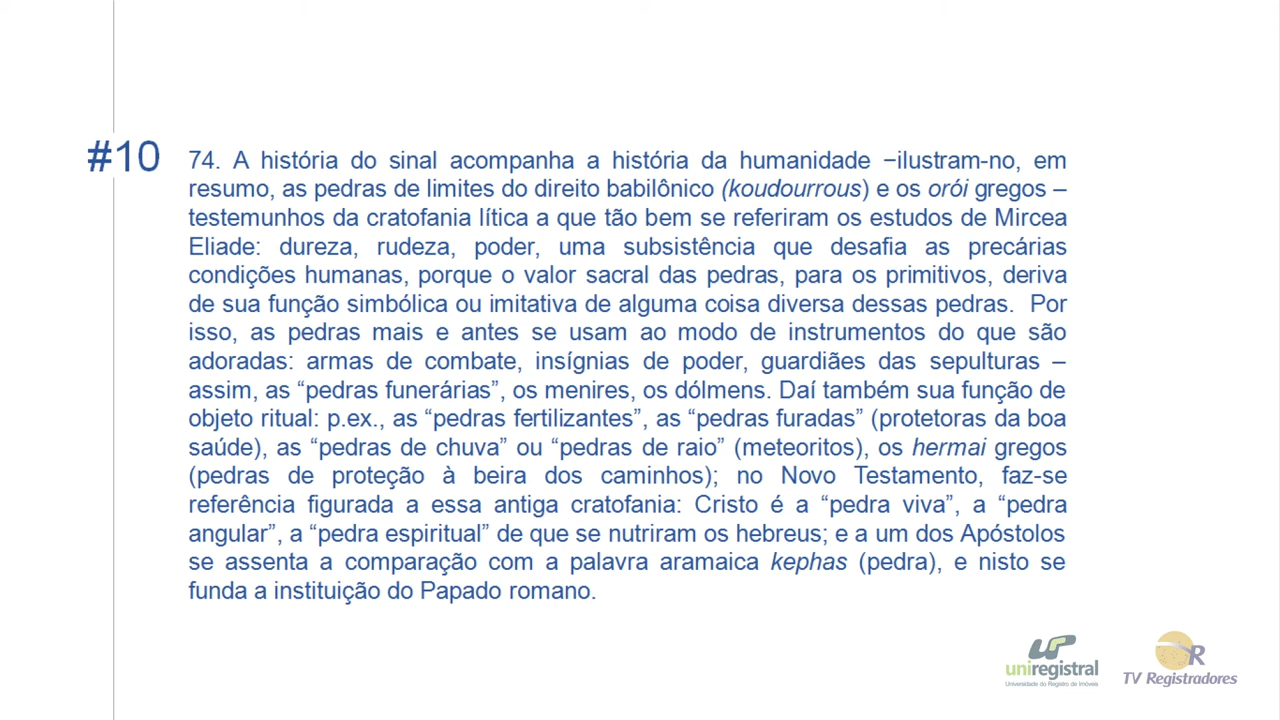 #10
74. A história do sinal acompanha a história da humanidade −ilustram-no, em
resumo, as pedras de limites do direito babilônico (koudourrous) e os orói gregos –
testemunhos da cratofania lítica a que tão bem se referiram os estudos de Mircea
Eliade: dureza, rudeza, poder, uma subsistência que desafia as precárias
condições humanas, porque o valor sacral das pedras, para os primitivos, deriva
de sua função simbólica ou imitativa de alguma coisa diversa dessas pedras. Por
isso, as pedras mais e antes se usam ao modo de instrumentos do que são
adoradas: armas de combate, insígnias de poder, guardiães das sepulturas –
assim, as “pedras funerárias”, os menires, os dólmens. Daí também sua função de
objeto ritual: p.ex., as “pedras fertilizantes”, as “pedras furadas” (protetoras da boa
saúde), as “pedras de chuva” ou “pedras de raio” (meteoritos), os hermai gregos
(pedras de proteção à beira dos caminhos); no Novo Testamento, faz-se
referência figurada a essa antiga cratofania: Cristo é a “pedra viva”, a “pedra
angular”, a “pedra espiritual” de que se nutriram os hebreus; e a um dos Apóstolos
se assenta a comparação com a palavra aramaica kephas (pedra), e nisto se
funda a instituição do Papado romano.
uniregistral
Universidade do Registro de Imóveis
R
TV Registradores